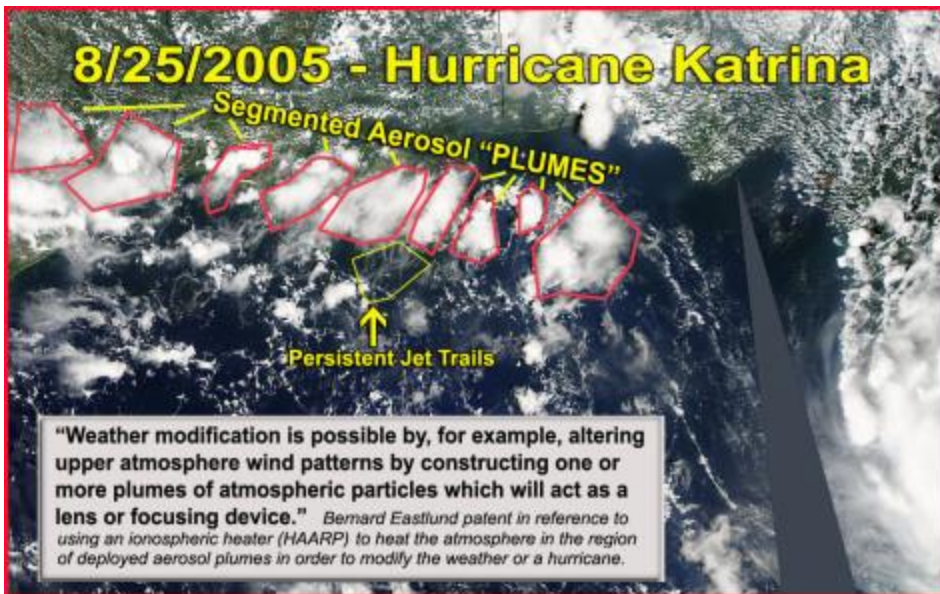 8/25/2005 - Hurricane Katrina
Segmented Aerosol “PLUMES”
Persistent Jet Trails
“Weather modification is possible by, for example, altering
upper atmosphere wind patterns by constructing one or
more plumes of atmospheric particles which will act as a
lens or focusing device.” Bernard Eastlund patent in reference to
using an ionospheric heater (HAARP) to heat the atmosphere in the region
of deployed aerosol plumes in order to modify the weather or a hurricane.